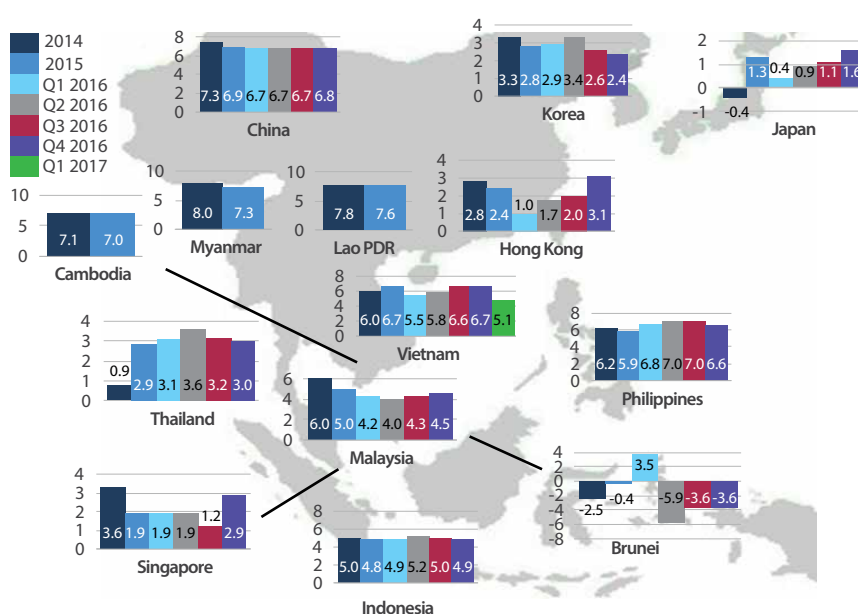 2014
2015
Q1 2016
Q2 2016
Q3 2016
Q4 2016
Q1 2017
8
6
4
2
0
7.3 6.9 6.7 6.7 6.7 6.8
China
4
3
2
1
0
3.3 2.8 2.9 3.4 2.6 2.4
Korea
2
1
0
-1
-0.4 1.3 0.4 0.9 1.1 1.6
Japan
10
5
0
7.1 7.0
Cambodia
10
5
0
8.0 7.3
Myanmar
10
5
0
7.8 7.6
Lao PDR
4
3
2
1
0
2.8 2.4 1.0 1.7 2.0 3.1
Hong Kong
8
6
4
2
0
6.0 6.7 5.5 5.8 6.6 6.7 5.1
Vietnam
4
3
2
1
0
0.9 2.9 3.1 3.6 3.2 3.0
Thailand
6
4
2
0
6.0 5.0 4.2 4.0 4.3 4.5
Malaysia
8
6
4
2
0
6.2 5.9 6.8 7.0 7.0 6.6
Philippines
4
3
2
1
0
3.6 1.9 1.9 1.9 1.2 2.9
Singapore
8
6
4
2
0
5.0 4.8 4.9 5.2 5.0 4.9
Indonesia
4
2
0
-2
-4
-6
-8
-2.5 -0.4 3.5 -5.9 -3.6 -3.6
Brunei